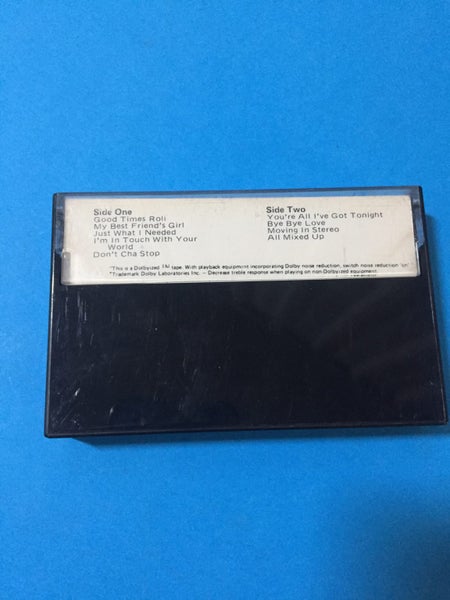 Side One
Good Times Roll
My Best Friend's Girl
Just What I Needed
I'm In Touch With Your
World
Don't Cha Stop
Side Two
You're All I've Got Tonight
Bye Bye Love
Moving In Stereo
All Mixed Up
"This is a Dolbyized TM tape. With playback equipment incorporating Dolby noise reduction, switch noise reduction "on"
"Trademark Dolby Laboratories Inc. – Decrease treble response when playing on non-Dolbyized equipment.